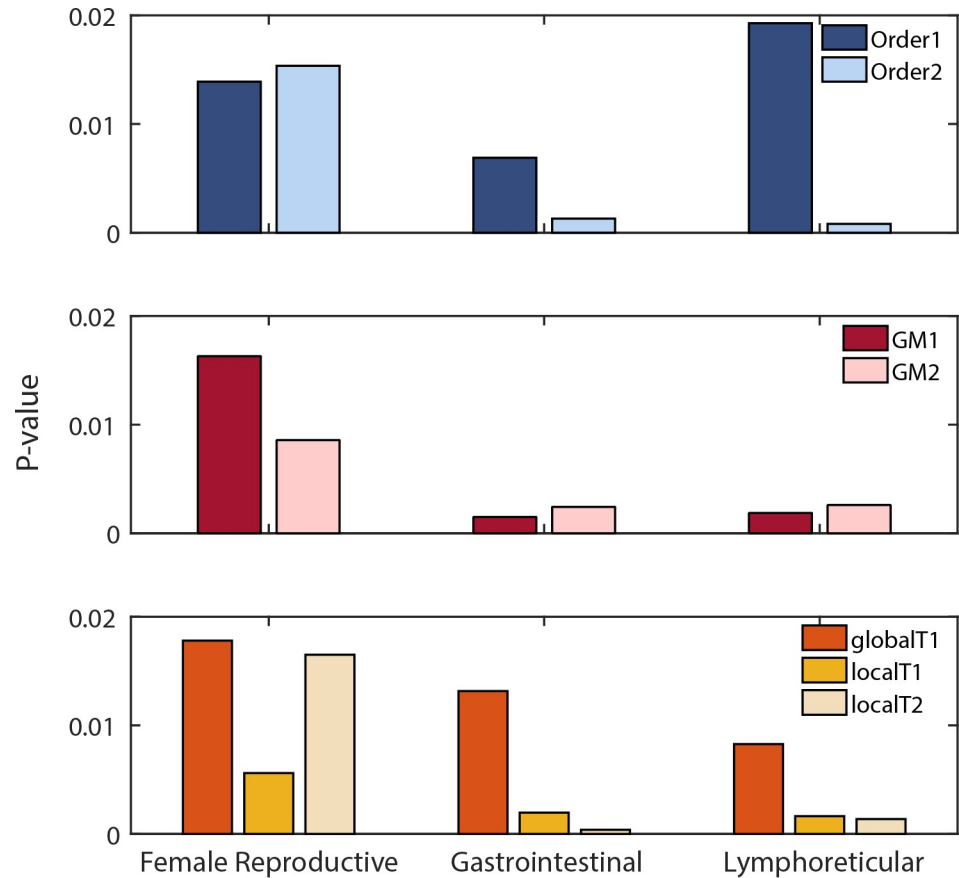 0.02
0.01
0
Order1
Order2
P-value
0.02
0.01
0
GM1
GM2
0.02
0.01
0
globalT1
localT1
localT2
Female Reproductive
Gastrointestinal
Lymphoreticular